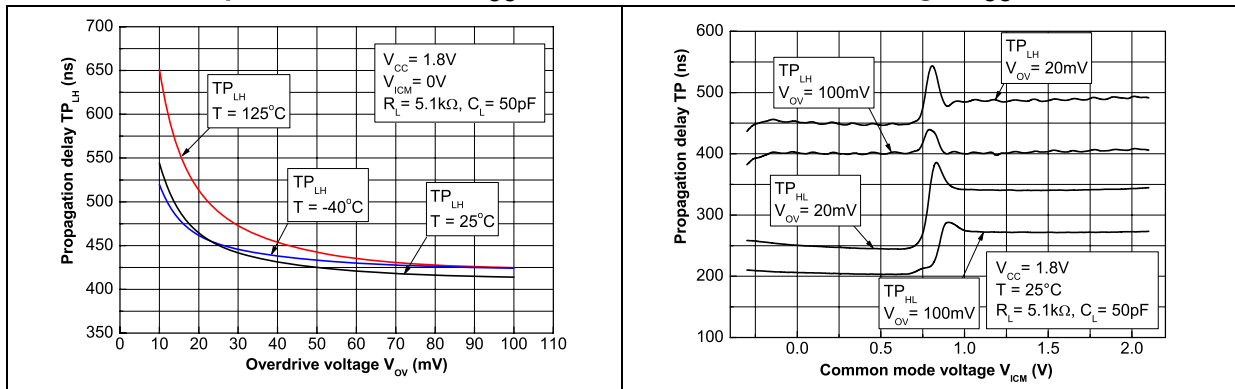 700
650
600
550
500
450
400
350
Propagation delay TP_LH (ns)
V_CC= 1.8V
V_ICM= 0V
R_L= 5.1kΩ, C_L= 50pF
TP_LH
T = 125°C
TP_LH
T = -40°C
TP_LH
T = 25°C
0 10 20 30 40 50 60 70 80 90 100 110
Overdrive voltage V_OV (mV)
600
500
400
300
200
100
Propagation delay TP (ns)
TP_LH
V_OV= 20mV
TP_LH
V_OV= 100mV
TP_HL
V_OV= 20mV
TP_HL
V_OV= 100mV
V_CC= 1.8V
T = 25°C
R_L= 5.1kΩ, C_L= 50pF
0.0 0.5 1.0 1.5 2.0
Common mode voltage V_ICM (V)